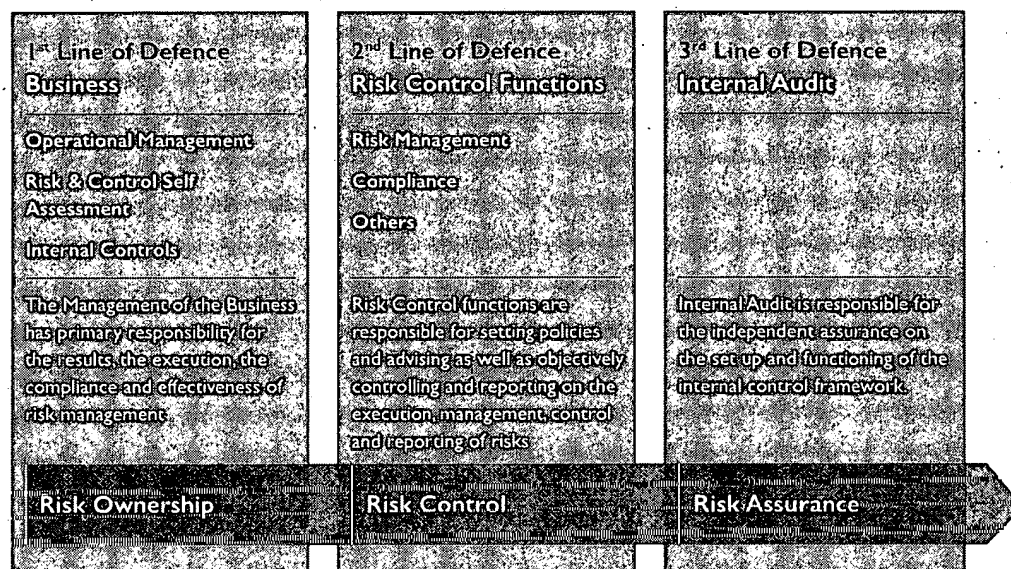 1st Line of Defence
Business
Operational Management
Risk & Control Self
Assessment
Internal Controls
The Management of the Business
has primary responsibility for
the results, the execution, the
compliance and effectiveness of
risk management
Risk Ownership
2nd Line of Defence
Risk Control Functions
Risk Management
Compliance
Others
Risk Control functions are
responsible for setting policies
and advising as well as objectively
controlling and reporting on the
execution, management, control
and reporting of risks
Risk Control
3rd Line of Defence
Internal Audit
Internal Audit is responsible for
the independent assurance on
the set up and functioning of the
internal control framework.
Risk Assurance